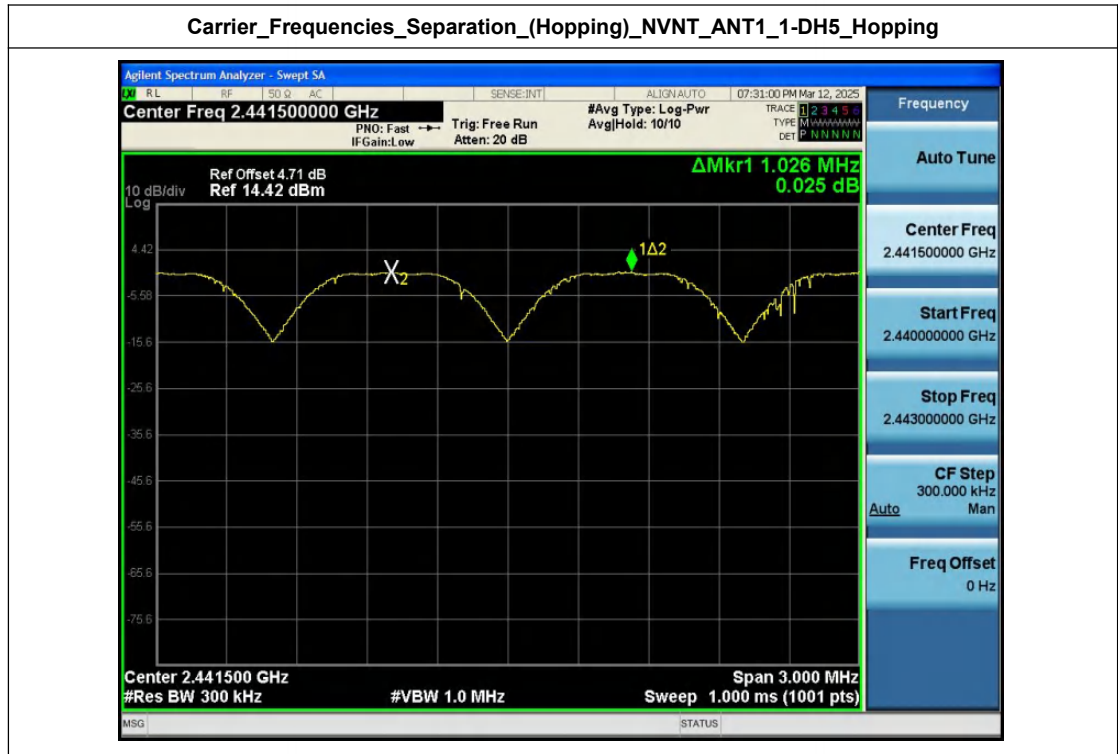 Carrier_Frequencies_Separation_(Hopping)_NVNT_ANT1_1-DH5_Hopping
Agilent Spectrum Analyzer - Swept SA
LXI RL RF 50 Ω AC SENSE:INT ALIGN AUTO 07:31:00 PM Mar 12, 2025
Center Freq 2.441500000 GHz
PNO: Fast
IFGain:Low
Trig: Free Run
Atten: 20 dB
#Avg Type: Log-Pwr
Avg|Hold: 10/10
TRACE 1 2 3 4 5 6
TYPE M WWWWW
DET P N N N N N
Ref Offset 4.71 dB
10 dB/div Ref 14.42 dBm
Log
ΔMkr1 1.026 MHz
0.025 dB
4.42
-5.58
-15.6
-25.6
-35.6
-45.6
-55.6
-65.6
-75.6
X2
1Δ2
Center 2.441500 GHz Span 3.000 MHz
#Res BW 300 kHz #VBW 1.0 MHz Sweep 1.000 ms (1001 pts)
MSG STATUS
Frequency
Auto Tune
Center Freq
2.441500000 GHz
Start Freq
2.440000000 GHz
Stop Freq
2.443000000 GHz
CF Step
300.000 kHz
Auto Man
Freq Offset
0 Hz